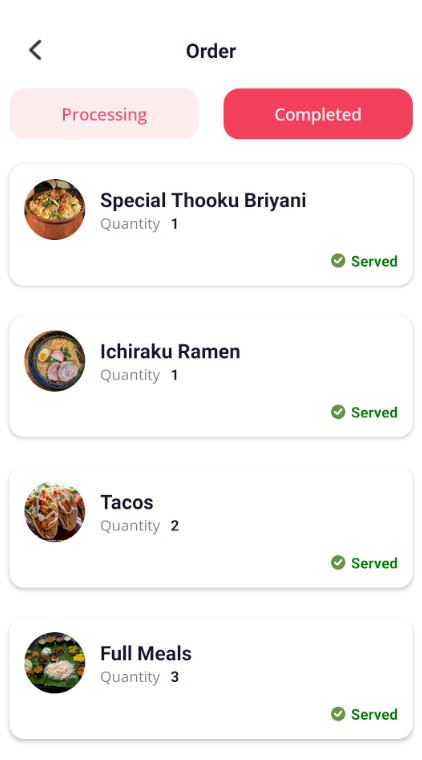 Order
Processing Completed
Special Thooku Briyani
Quantity 1
Served
Ichiraku Ramen
Quantity 1
Served
Tacos
Quantity 2
Served
Full Meals
Quantity 3
Served